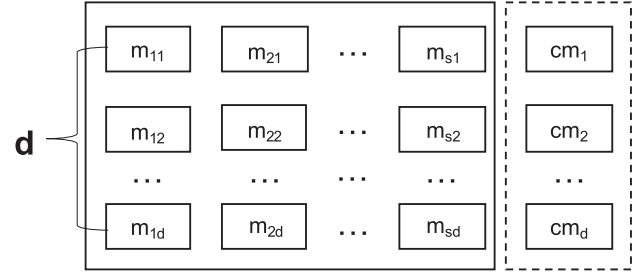 m₁₁ m₂₁ ... mₛ₁ cm₁
d
m₁₂ m₂₂ ... mₛ₂ cm₂
... ... ... ... ...
m₁d m₂d ... msd cmd